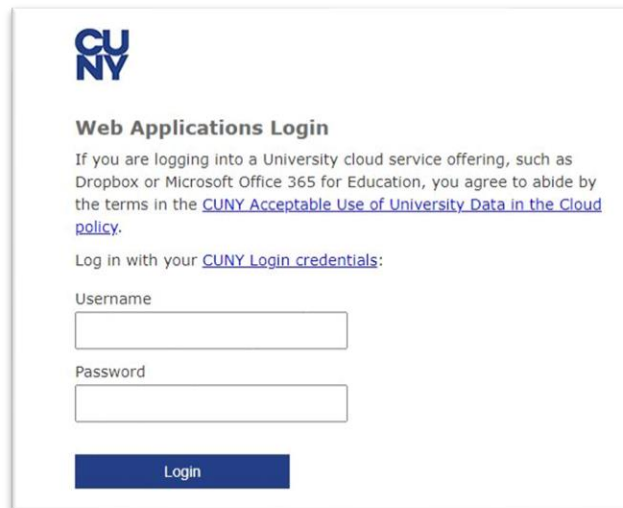 CU
NY
Web Applications Login
If you are logging into a University cloud service offering, such as
Dropbox or Microsoft Office 365 for Education, you agree to abide by
the terms in the CUNY Acceptable Use of University Data in the Cloud
policy.
Log in with your CUNY Login credentials:
Username
Password
Login